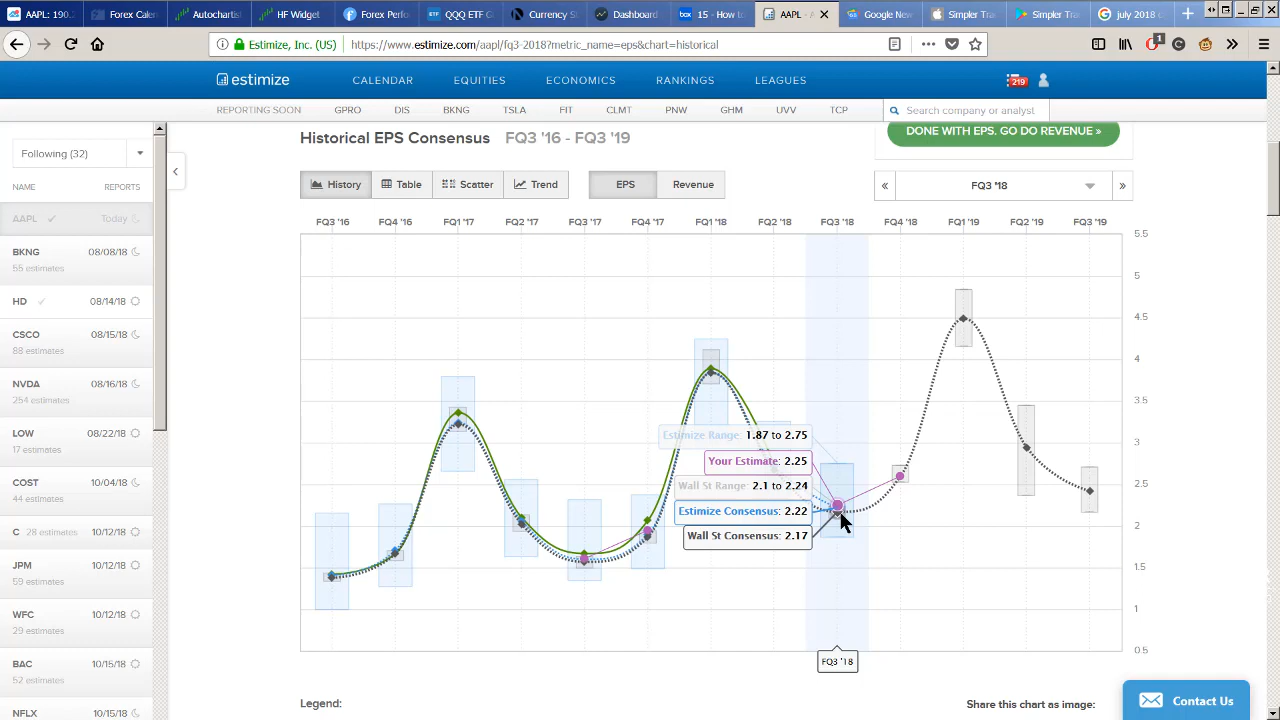 AAPL: 190.
Forex Calen
Autochartis
HF Widget
Forex Perfo
QQQ ETF G
Currency St
Dashboard
box
15 - How to
AAPL - A
Google New
Simpler Tra
Simpler Tra
july 2018 c
Estimize, Inc. (US)
https://www.estimize.com/aapl/fq3-2018?metric_name=eps&chart=historical
1
estimize
CALENDAR
EQUITIES
ECONOMICS
RANKINGS
LEAGUES
219
REPORTING SOON
GPRO
DIS
BKNG
TSLA
FIT
CLMT
PNW
GHM
UVV
TCP
Search company or analyst
Following (32)
NAME
REPORTS
AAPL
Today
BKNG
08/08/18
55 estimates
HD
08/14/18
CSCO
08/15/18
88 estimates
NVDA
08/16/18
254 estimates
LOW
08/22/18
17 estimates
COST
10/04/18
44 estimates
C 28 estimates
10/12/18
JPM
10/12/18
59 estimates
WFC
10/12/18
29 estimates
BAC
10/15/18
52 estimates
NFLX
10/15/18
Historical EPS Consensus FQ3 '16 - FQ3 '19
DONE WITH EPS. GO DO REVENUE »
History
Table
Scatter
Trend
EPS
Revenue
«
FQ3 '18
»
FQ3 '16
FQ4 '16
FQ1 '17
FQ2 '17
FQ3 '17
FQ4 '17
FQ1 '18
FQ2 '18
FQ3 '18
FQ4 '18
FQ1 '19
FQ2 '19
FQ3 '19
5.5
5
4.5
4
3.5
3
2.5
2
1.5
1
0.5
Estimize Range: 1.87 to 2.75
Your Estimate: 2.25
Wall St Range: 2.1 to 2.24
Estimize Consensus: 2.22
Wall St Consensus: 2.17
FQ3 '18
Legend:
Share this chart as image:
Contact Us